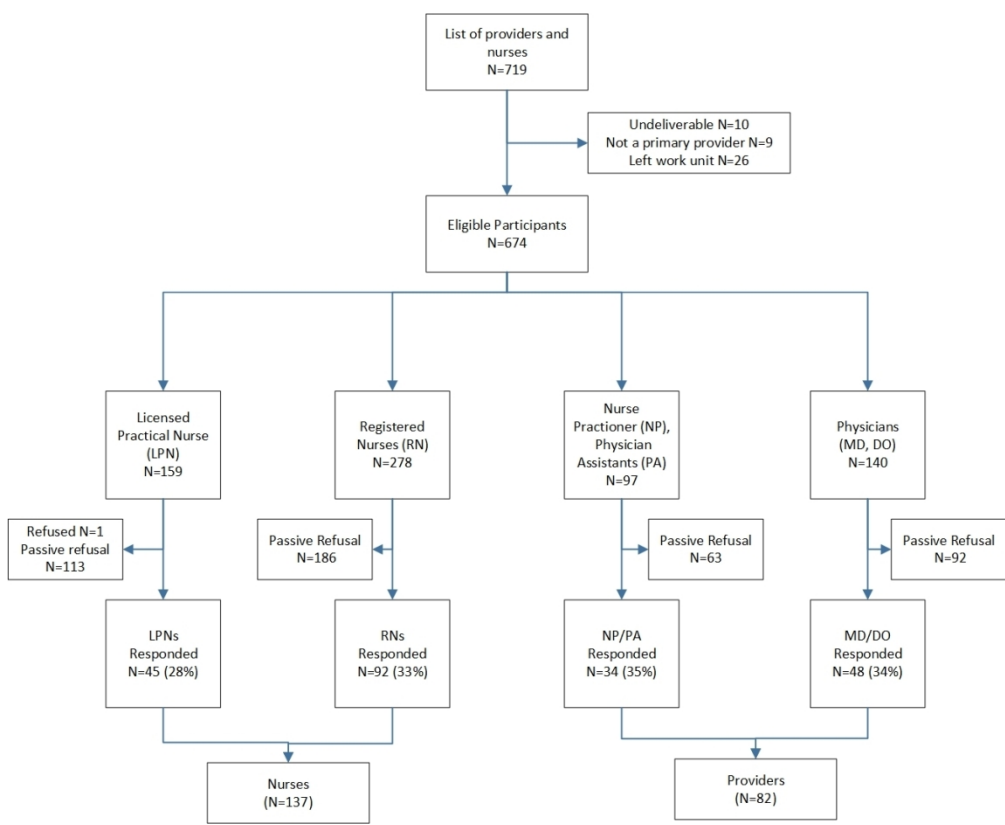 List of providers and
nurses
N=719
Undeliverable N=10
Not a primary provider N=9
Left work unit N=26
Eligible Participants
N=674
Licensed
Practical Nurse
(LPN)
N=159
Registered
Nurses (RN)
N=278
Nurse
Practioner (NP),
Physician
Assistants (PA)
N=97
Physicians
(MD, DO)
N=140
Refused N=1
Passive refusal
N=113
Passive Refusal
N=186
Passive Refusal
N=63
Passive Refusal
N=92
LPNs
Responded
N=45 (28%)
RNs
Responded
N=92 (33%)
NP/PA
Responded
N=34 (35%)
MD/DO
Responded
N=48 (34%)
Nurses
(N=137)
Providers
(N=82)